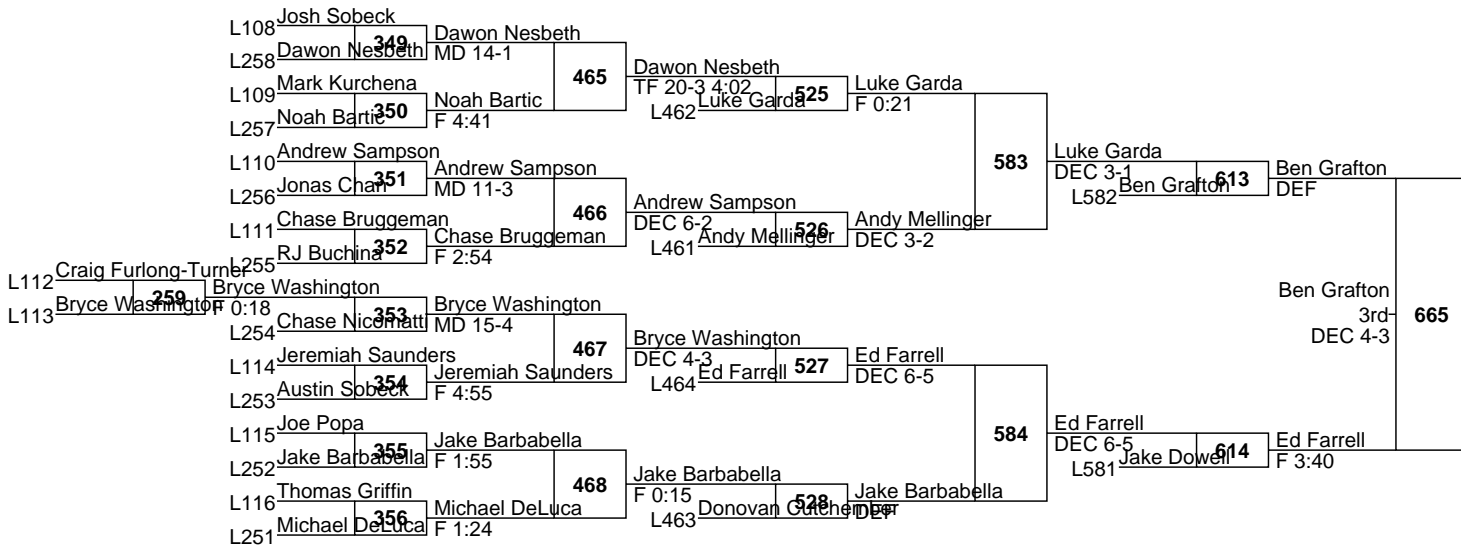 L112 Craig Furlong-Turner
259
L113 Bryce Washington
L108 Josh Sobeck
349
L258 Dawon Nesbeth
L109 Mark Kurchena
350
L257 Noah Bartic
L110 Andrew Sampson
351
L256 Jonas Chan
L111 Chase Bruggeman
352
L255 RJ Buchina
Bryce Washington
F 0:18
353
L254 Chase Nicomatti
L114 Jeremiah Saunders
354
L253 Austin Sobeck
L115 Joe Popa
355
L252 Jake Barbabella
L116 Thomas Griffin
356
L251 Michael DeLuca
Dawon Nesbeth
MD 14-1
465
Noah Bartic
F 4:41
Andrew Sampson
MD 11-3
466
Chase Bruggeman
F 2:54
Bryce Washington
MD 15-4
467
Jeremiah Saunders
F 4:55
Jake Barbabella
F 1:55
468
Michael DeLuca
F 1:24
Dawon Nesbeth
TF 20-3 4:02
525
L462 Luke Garda
Andrew Sampson
DEC 6-2
526
L461 Andy Mellinger
Bryce Washington
DEC 4-3
527
L464 Ed Farrell
Jake Barbabella
F 0:15
528
L463 Donovan Cutchember
Luke Garda
F 0:21
583
Andy Mellinger
DEC 3-2
Ed Farrell
DEC 6-5
584
Jake Barbabella
DEF
Luke Garda
DEC 3-1
613
L582 Ben Grafton
Ed Farrell
DEC 6-5
614
L581 Jake Dowell
Ben Grafton
DEF
665
Ed Farrell
F 3:40
Ben Grafton
3rd
DEC 4-3